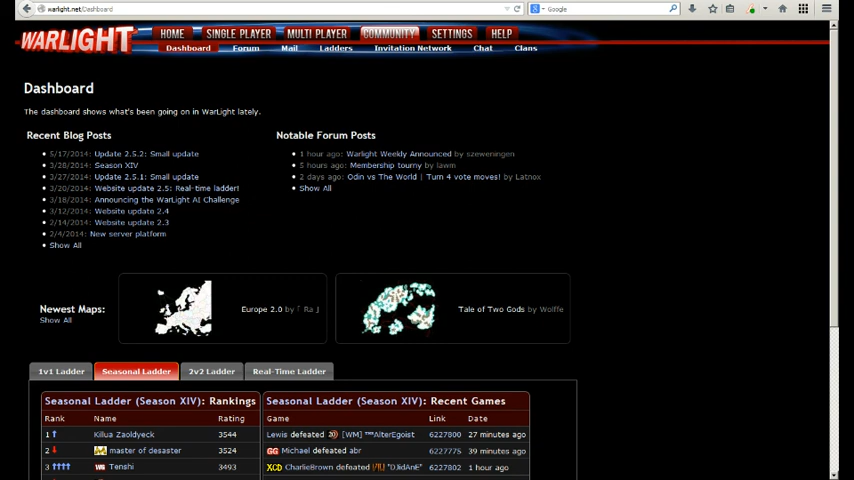 warlight.net/Dashboard
Google
WARLIGHT
HOME SINGLE PLAYER MULTI PLAYER COMMUNITY SETTINGS HELP
Dashboard Forum Mail Ladders Invitation Network Chat Clans
Dashboard
The dashboard shows what's been going on in WarLight lately.
Recent Blog Posts
5/17/2014: Update 2.5.2: Small update
3/28/2014: Season XIV
3/27/2014: Update 2.5.1: Small update
3/20/2014: Website update 2.5: Real-time ladder!
3/18/2014: Announcing the WarLight AI Challenge
3/12/2014: Website update 2.4
2/14/2014: Website update 2.3
2/4/2014: New server platform
Show All
Notable Forum Posts
1 hour ago: Warlight Weekly Announced by szeweningen
5 hours ago: Membership tourny by lawm
2 days ago: Odin vs The World | Turn 4 vote moves! by Latnox
Show All
Newest Maps:
Show All
Europe 2.0 by
Tale of Two Gods by Wolffe
1v1 Ladder Seasonal Ladder 2v2 Ladder Real-Time Ladder
Seasonal Ladder (Season XIV): Rankings
Rank Name Rating
1 Killua Zaoldyeck 3544
2 master of desaster 3524
3 Tenshi 3493
Seasonal Ladder (Season XIV): Recent Games
Game Link Date
Lewis defeated [WM] ™AlterEgoist 6227800 27 minutes ago
GG Michael defeated abr 6227775 39 minutes ago
XCD CharlieBrown defeated "DJidAnE" 6227802 1 hour ago